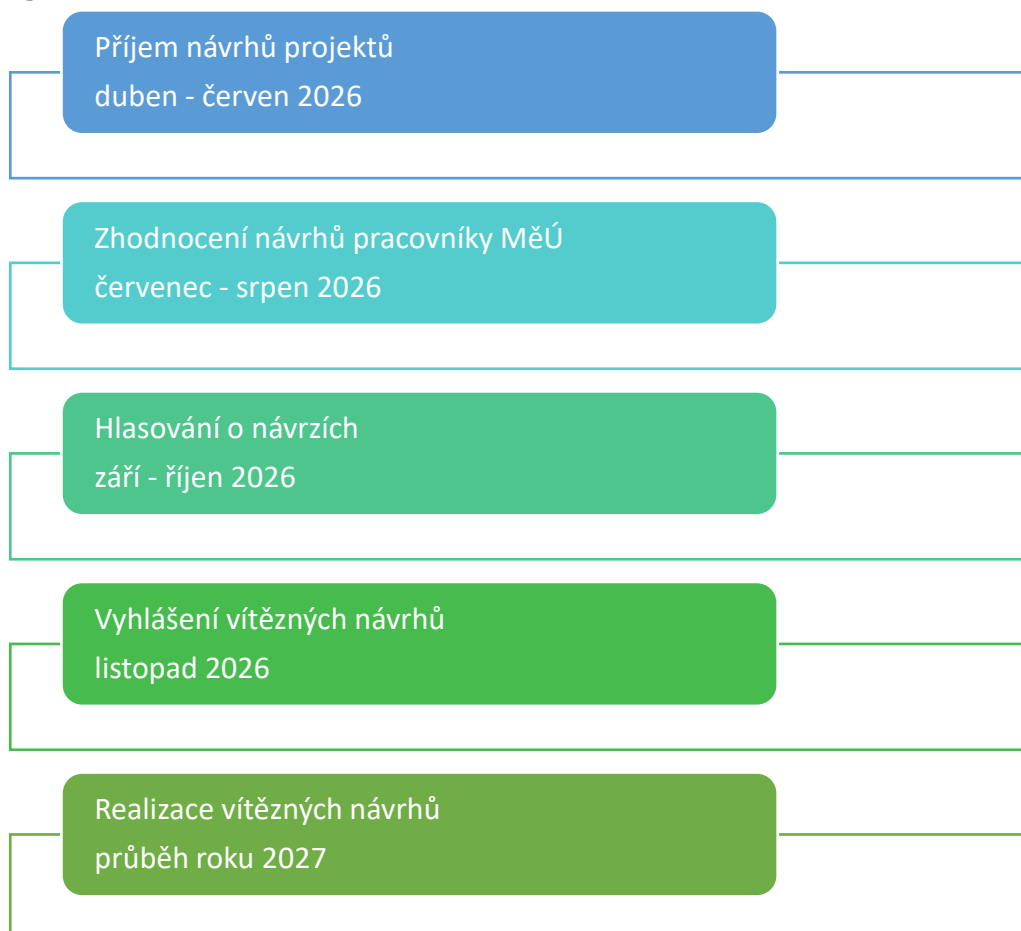 Příjem návrhů projektů
duben - červen 2026
Zhodnocení návrhů pracovníky MěÚ
červenec - srpen 2026
Hlasování o návrzích
září - říjen 2026
Vyhlášení vítězných návrhů
listopad 2026
Realizace vítězných návrhů
průběh roku 2027